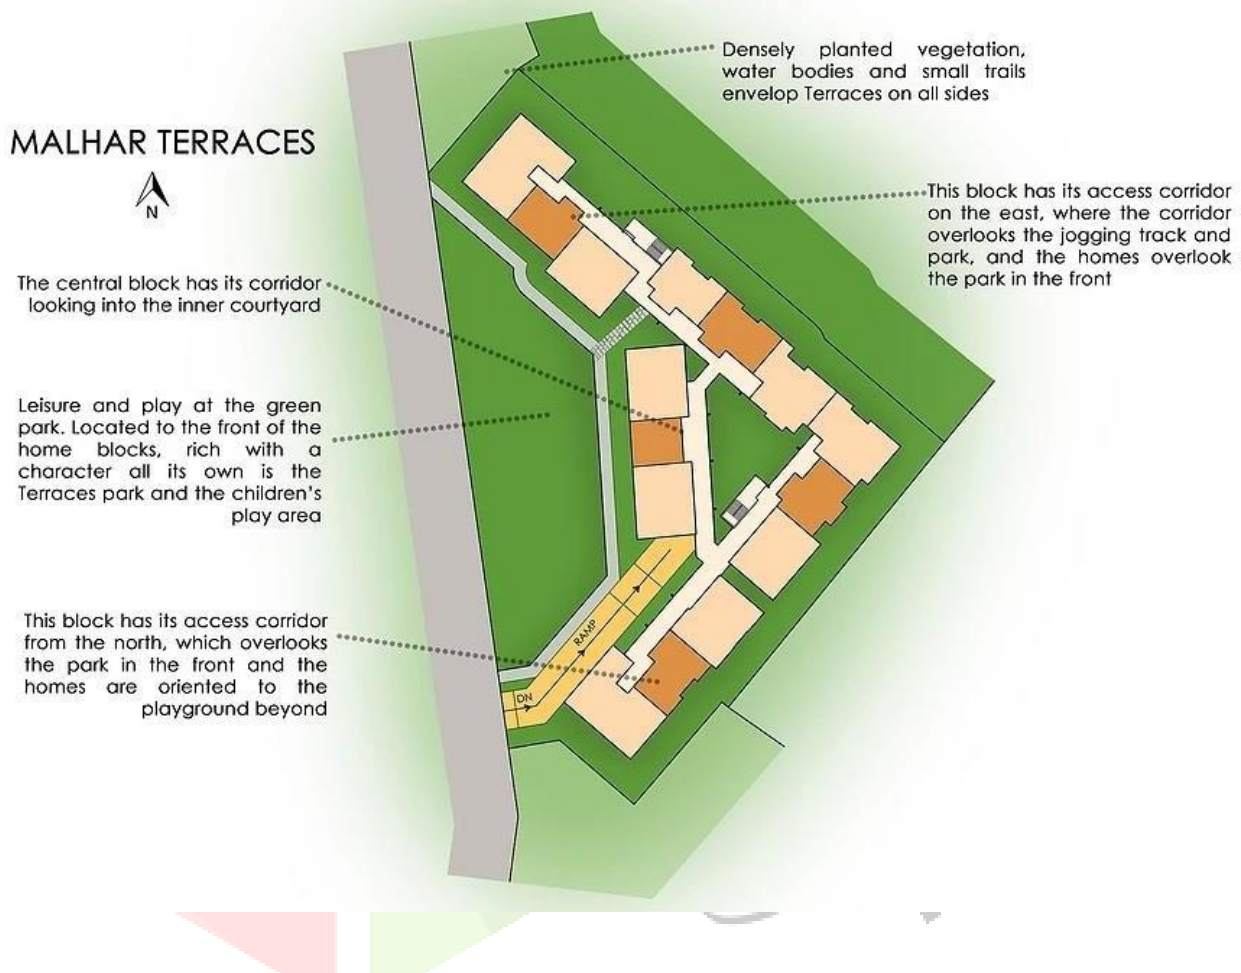 MALHAR TERRACES
N
Densely planted vegetation,
water bodies and small trails
envelop Terraces on all sides
This block has its access corridor
on the east, where the corridor
overlooks the jogging track and
park, and the homes overlook
the park in the front
The central block has its corridor
looking into the inner courtyard
Leisure and play at the green
park. Located to the front of the
home blocks, rich with a
character all its own is the
Terraces park and the children's
play area
This block has its access corridor
from the north, which overlooks
the park in the front and the
homes are oriented to the
playground beyond
RAMP
DN